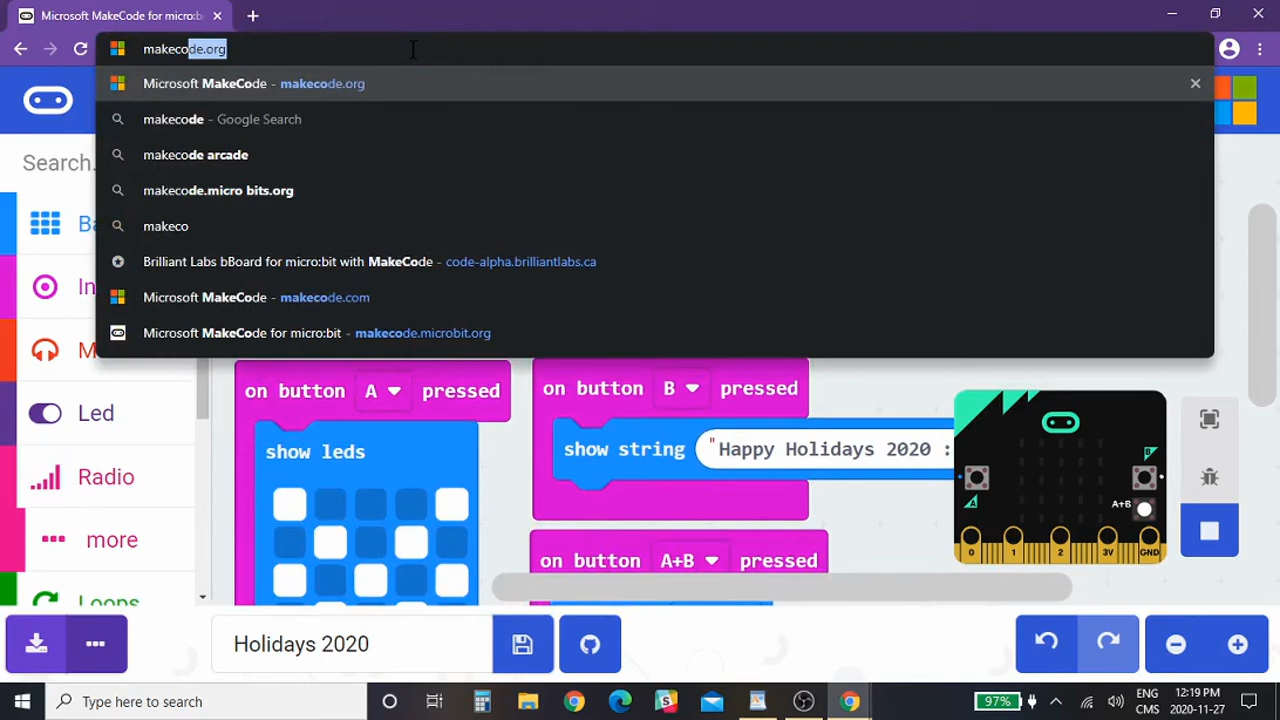 Microsoft MakeCode for micro:bi
makecode.org
Microsoft MakeCode - makecode.org
makecode - Google Search
makecode arcade
makecode.micro bits.org
makeco
Brilliant Labs bBoard for micro:bit with MakeCode - code-alpha.brilliantlabs.ca
Microsoft MakeCode - makecode.com
Microsoft MakeCode for micro:bit - makecode.microbit.org
Search.
Ba
In
M
Led
Radio
more
Loops
on button A pressed
show leds
on button B pressed
show string "Happy Holidays 2020 :
on button A+B pressed
B
A
A+B
0 1 2 3V GND
Holidays 2020
Type here to search
97%
ENG
CMS
12:19 PM
2020-11-27